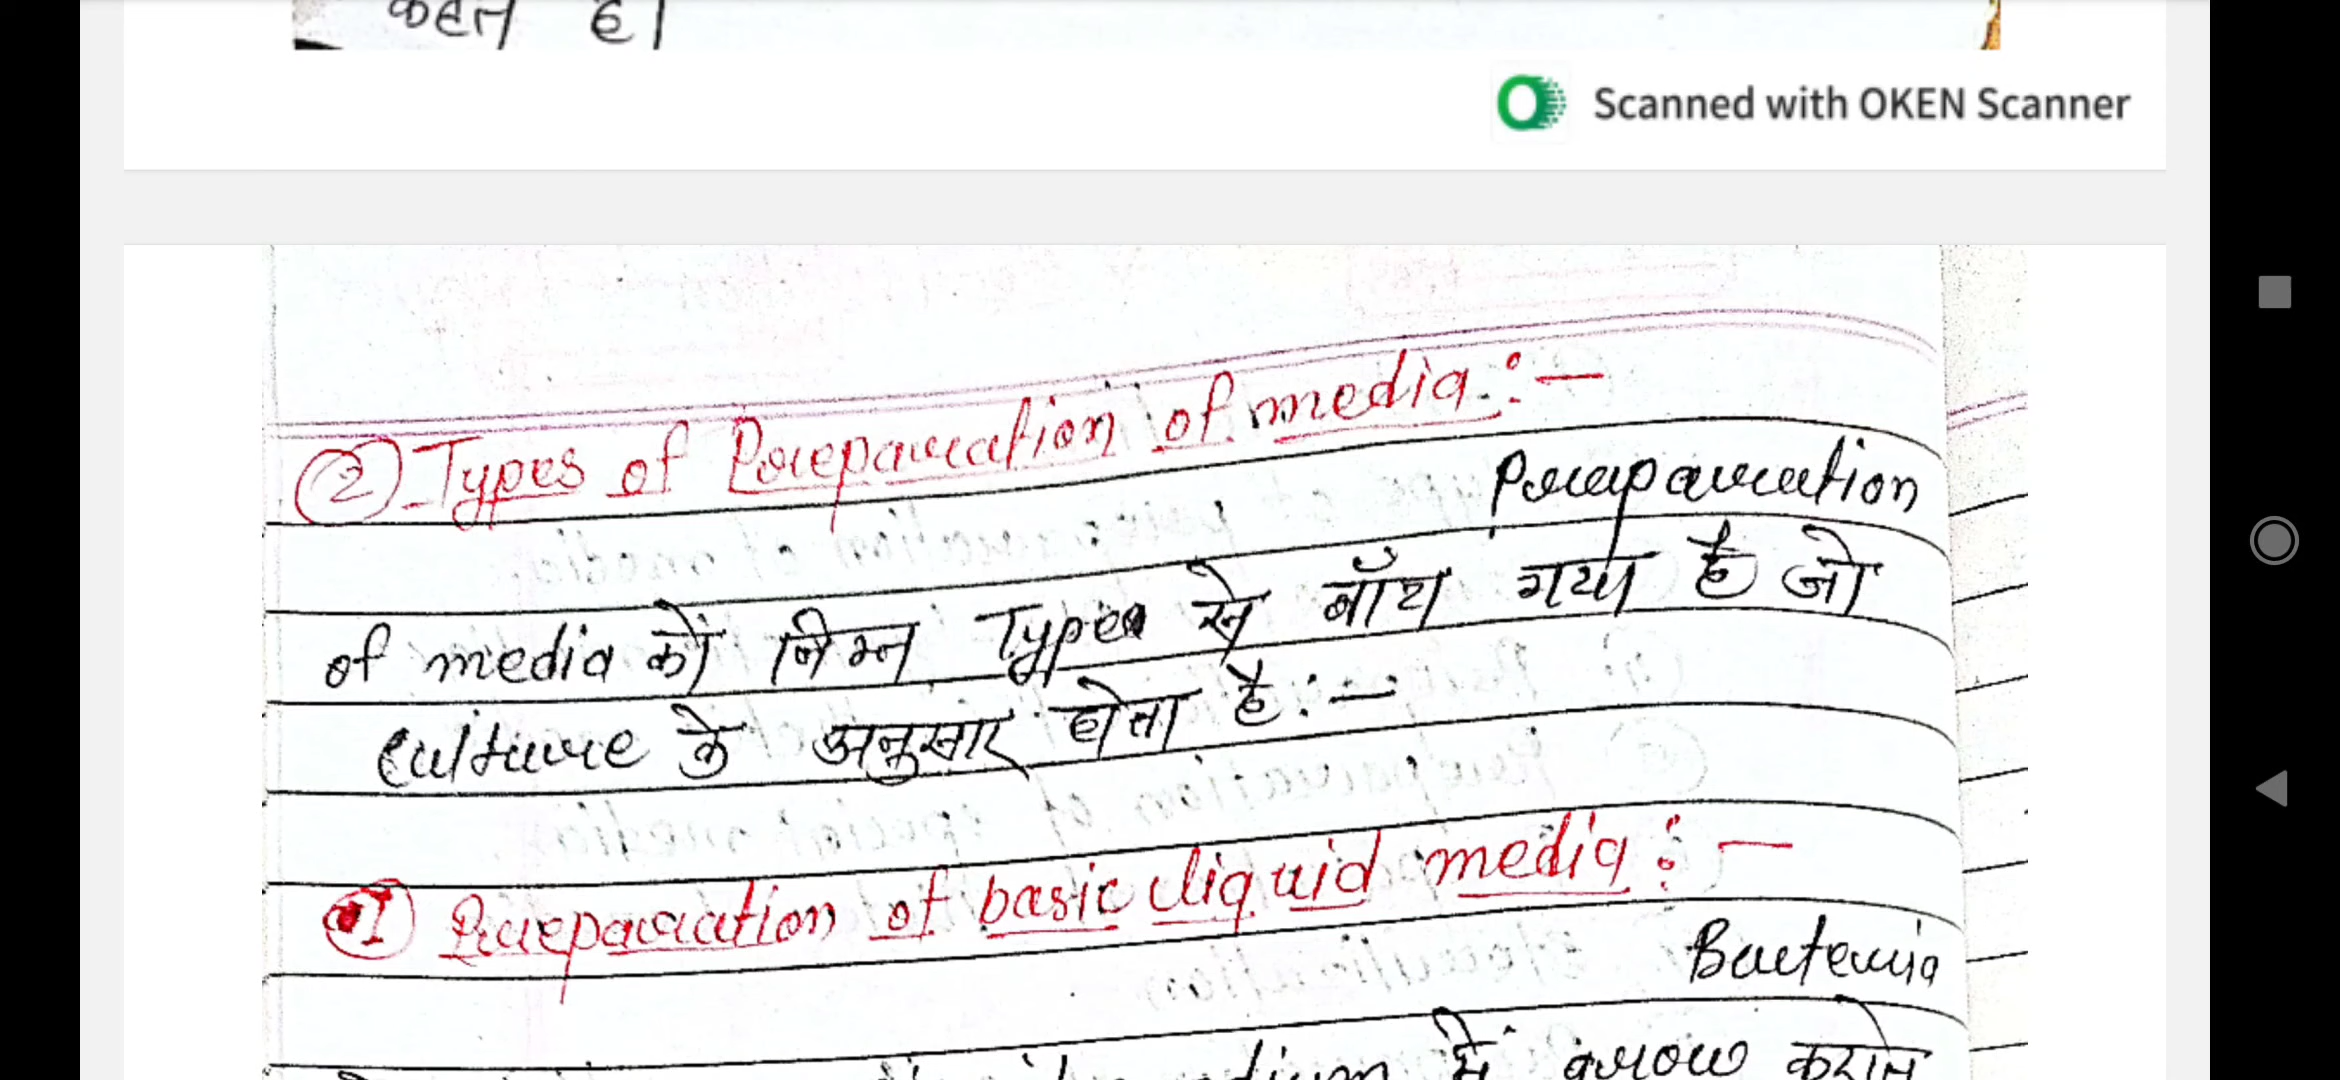 कहते है।
Scanned with OKEN Scanner
② Types of Preparation of media :—
Preparation
of media कों निम्न Types से बाँटा गया है जो
culture के अनुसार होता है :—
① Preparation of basic liquid media :—
Bacteria
में grow कराने